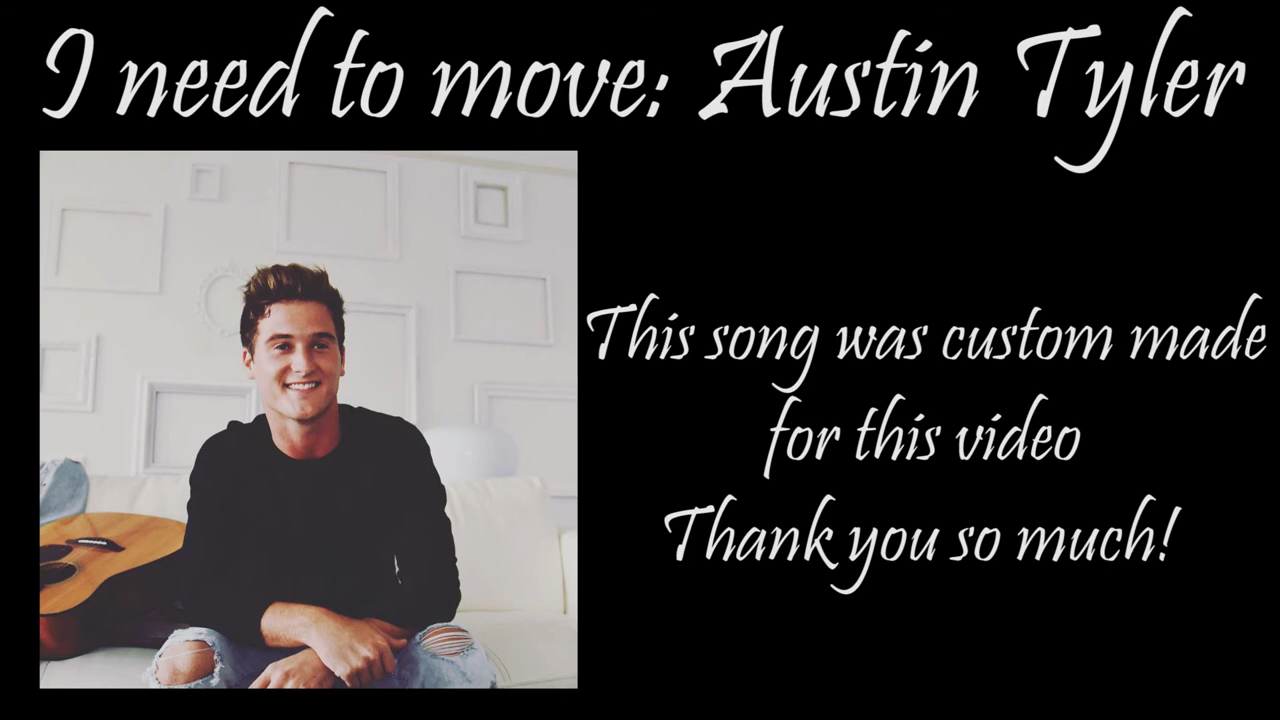 I need to move: Austin Tyler
This song was custom made
for this video
Thank you so much!